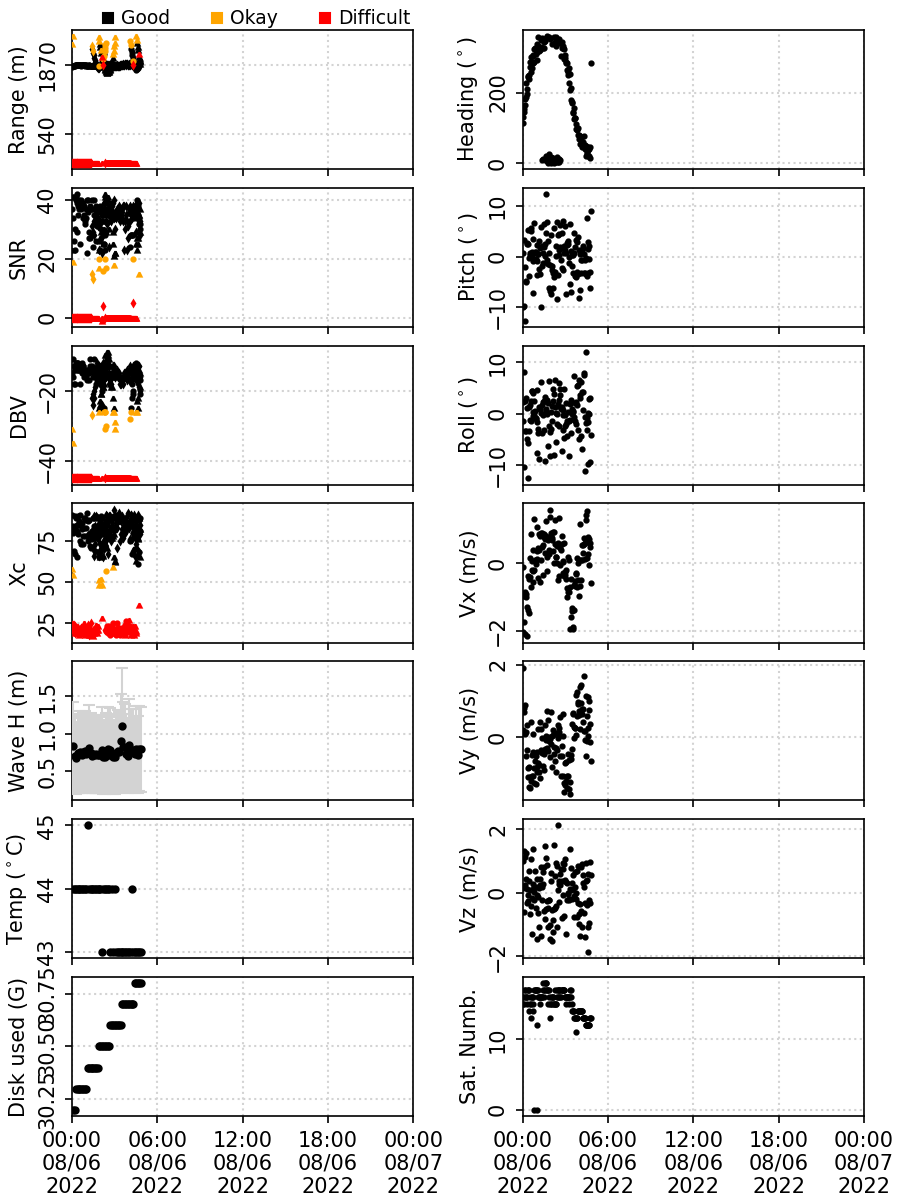 Good Okay Difficult
Range (m)
1870
540
Heading (°)
200
0
SNR
40
20
0
Pitch (°)
10
0
−10
DBV
−20
−40
Roll (°)
10
0
−10
Xc
75
50
25
Vx (m/s)
0
−2
Wave H (m)
1.5
1.0
0.5
Vy (m/s)
2
0
Temp (°C)
45
44
43
Vz (m/s)
2
0
−2
Disk used (G)
30.75
30.50
30.25
Sat. Numb.
10
0
00:00 06:00 12:00 18:00 00:00
08/06 08/06 08/06 08/06 08/07
2022 2022 2022 2022 2022
00:00 06:00 12:00 18:00 00:00
08/06 08/06 08/06 08/06 08/07
2022 2022 2022 2022 2022